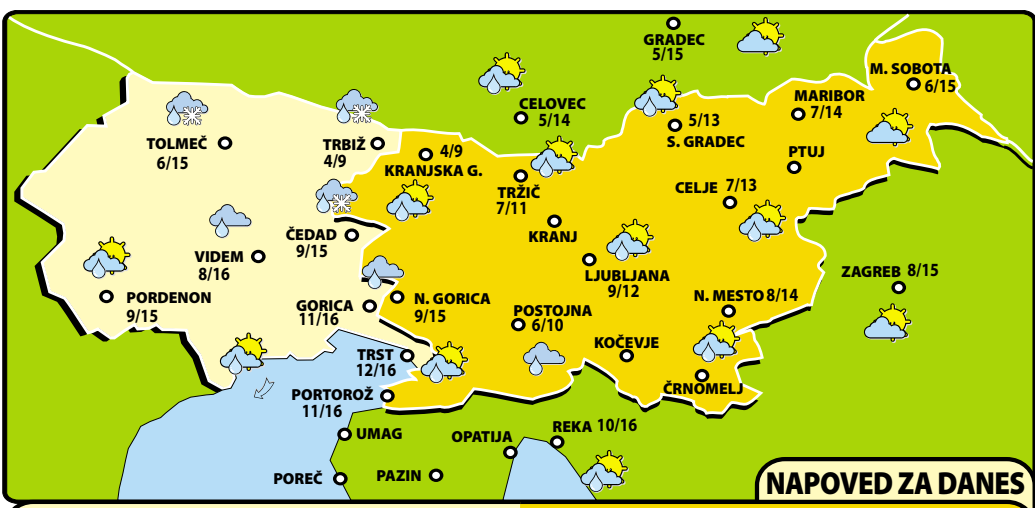 GRADEC
5/15
M. SOBOTA
6/15
CELOVEC
5/14
MARIBOR
7/14
5/13
S. GRADEC
TOLMEČ
6/15
TRBIŽ
4/9
4/9
KRANJSKA G.
TRŽIČ
7/11
PTUJ
CELJE 7/13
KRANJ
ČEDAD
9/15
VIDEM
8/16
LJUBLJANA
9/12
ZAGREB 8/15
PORDENON
9/15
GORICA
11/16
N. GORICA
9/15
POSTOJNA
6/10
N. MESTO 8/14
KOČEVJE
TRST
12/16
ČRNOMELJ
PORTOROŽ
11/16
UMAG
OPATIJA
REKA 10/16
POREČ
PAZIN
NAPOVED ZA DANES